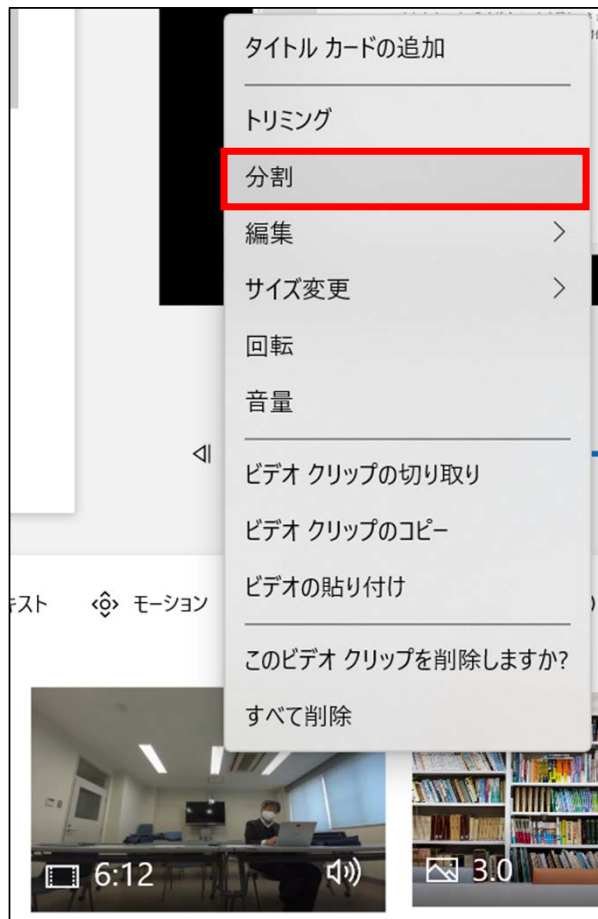 タイトル カードの追加
トリミング
分割
編集
サイズ変更
回転
音量
ビデオ クリップの切り取り
ビデオ クリップのコピー
ビデオの貼り付け
キスト
モーション
このビデオ クリップを削除しますか?
すべて削除
6:12
3.0